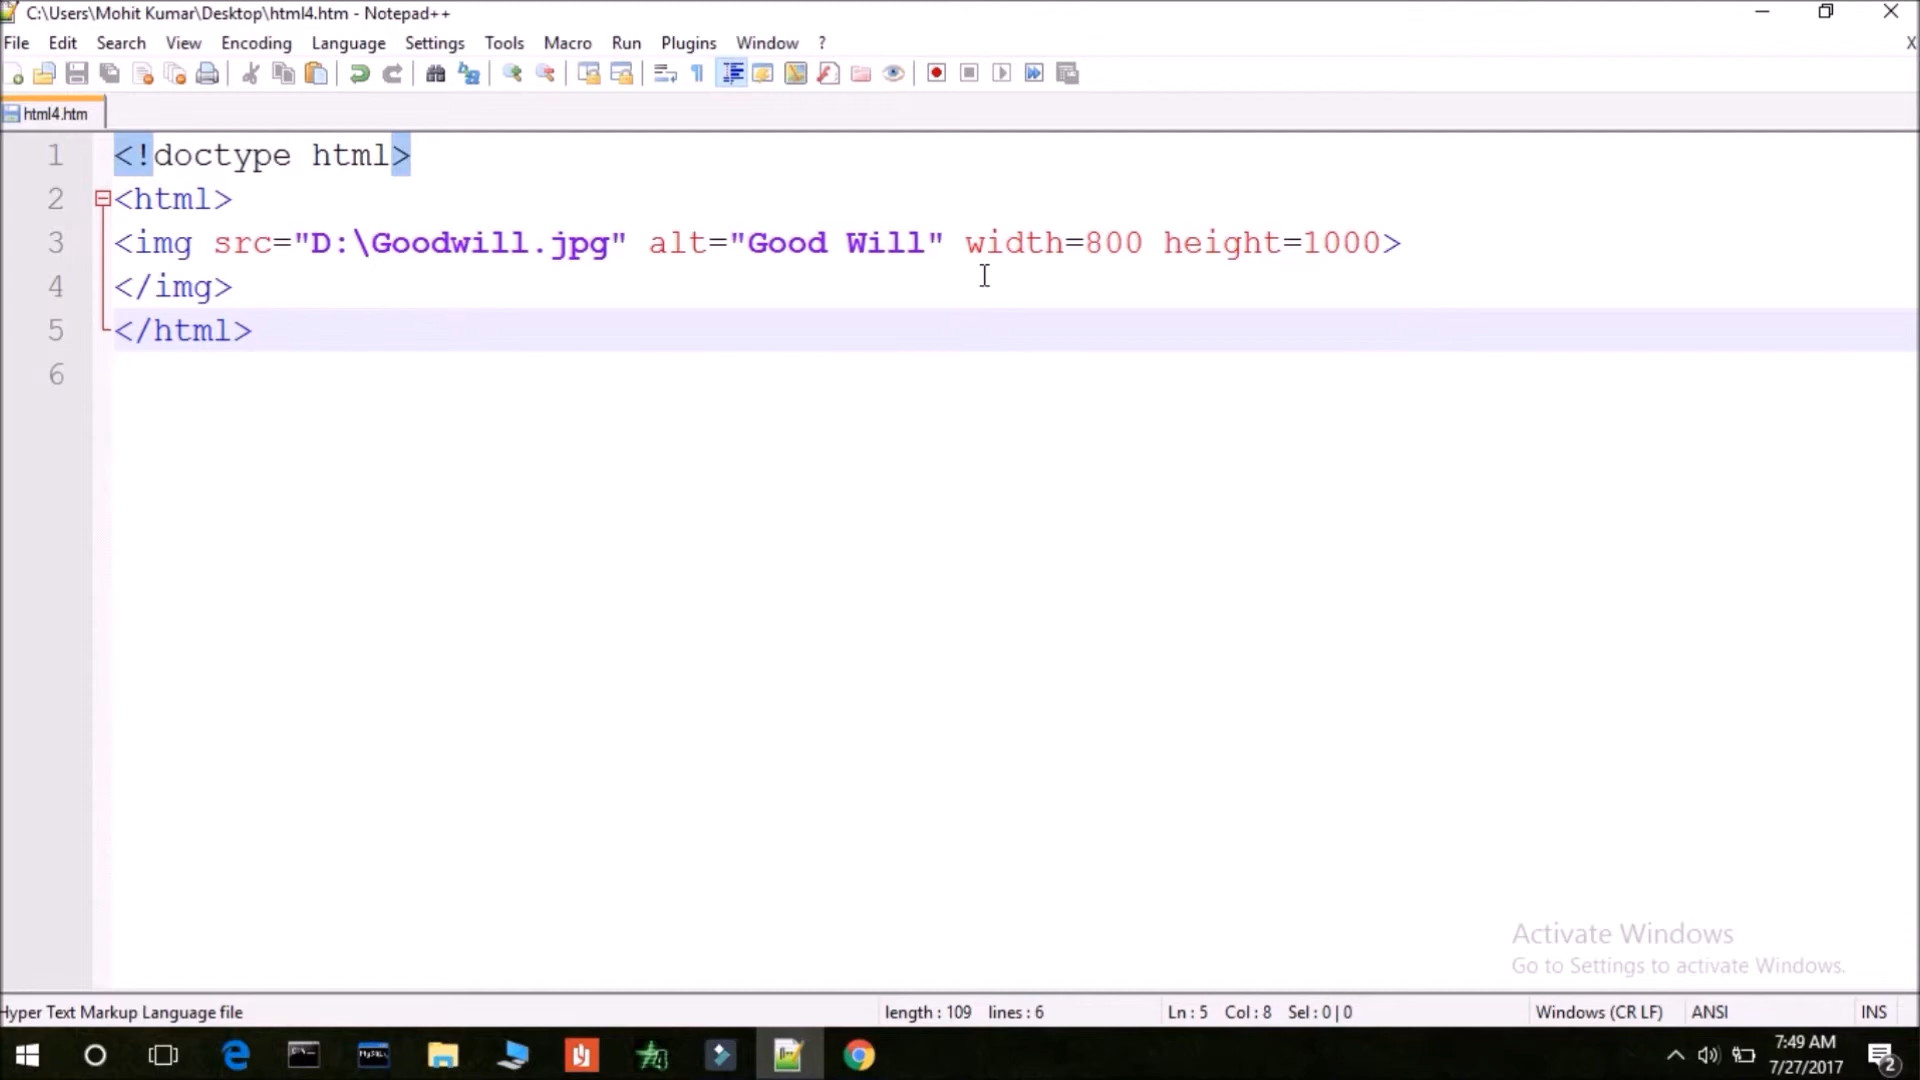 C:\Users\Mohit Kumar\Desktop\html4.htm - Notepad++
File Edit Search View Encoding Language Settings Tools Macro Run Plugins Window ? X
html4.htm
1 <!doctype html>
2 <html>
3 <img src="D:\Goodwill.jpg" alt="Good Will" width=800 height=1000>
4 </img>
5 </html>
6
Activate Windows
Go to Settings to activate Windows.
Hyper Text Markup Language file length : 109 lines : 6 Ln : 5 Col : 8 Sel : 0 | 0 Windows (CR LF) ANSI INS
MySQL
7:49 AM
7/27/2017
2